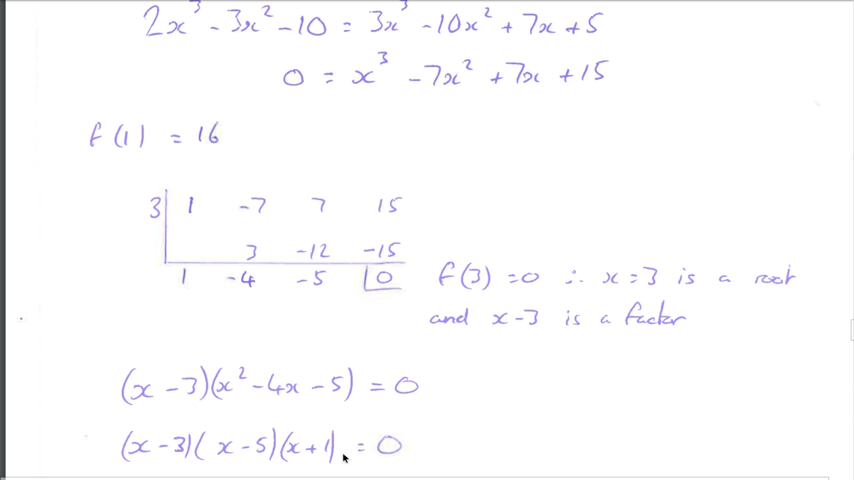 2x³ - 3x² - 10 = 3x³ - 10x² + 7x + 5
0 = x³ - 7x² + 7x + 15
f(1) = 16
3 | 1 -7 7 15
3 -12 -15
1 -4 -5 |0 f(3) = 0 ∴ x = 3 is a root
and x - 3 is a factor
(x - 3)(x² - 4x - 5) = 0
(x - 3)(x - 5)(x + 1) = 0